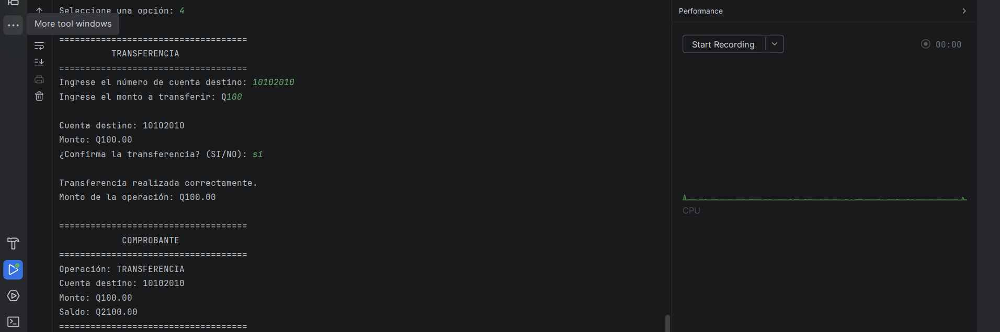 Seleccione una opción: 4
More tool windows
====================================
TRANSFERENCIA
====================================
Ingrese el número de cuenta destino: 10102010
Ingrese el monto a transferir: Q100
Cuenta destino: 10102010
Monto: Q100.00
¿Confirma la transferencia? (SI/NO): si
Transferencia realizada correctamente.
Monto de la operación: Q100.00
====================================
COMPROBANTE
====================================
Operación: TRANSFERENCIA
Cuenta destino: 10102010
Monto: Q100.00
Saldo: Q2100.00
====================================
Performance
Start Recording
00:00
CPU